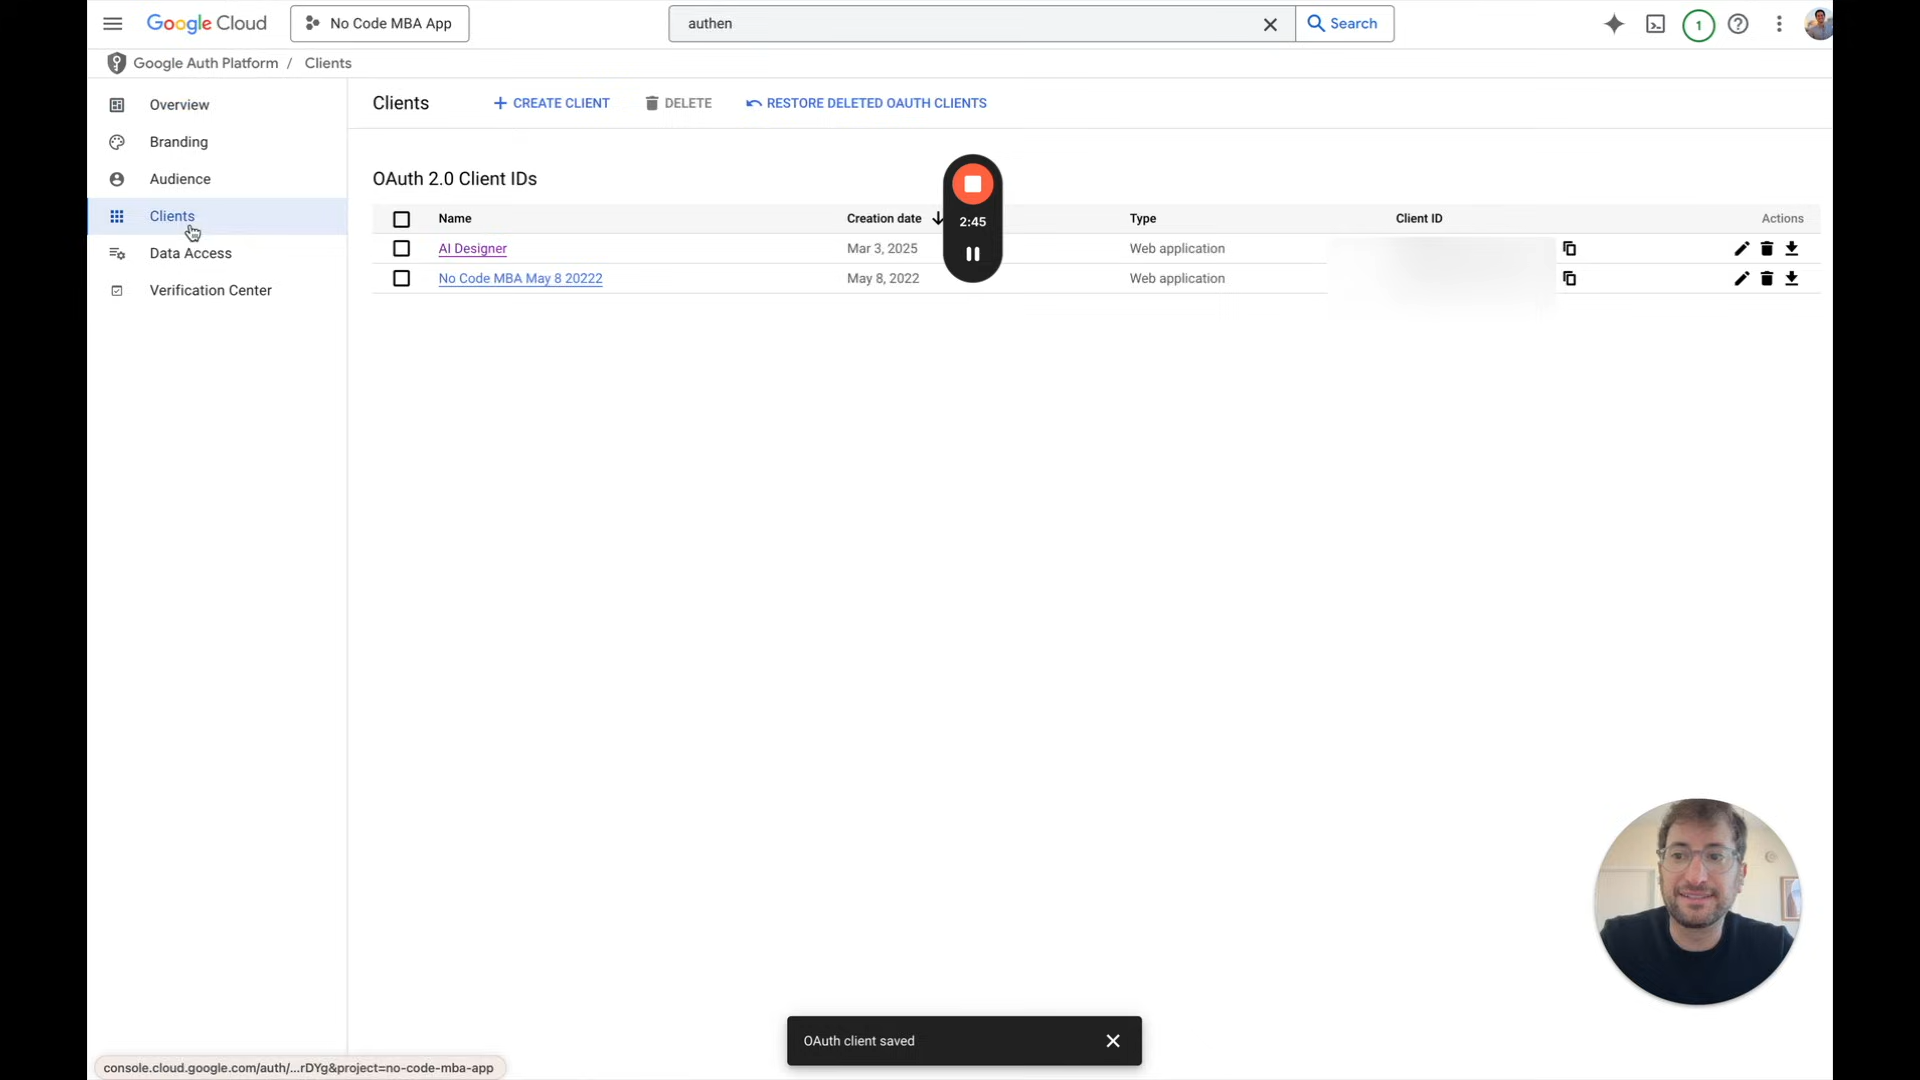 Google Cloud
No Code MBA App
authen
Search
1
Google Auth Platform / Clients
Overview
Branding
Audience
Clients
Data Access
Verification Center
Clients
CREATE CLIENT
DELETE
RESTORE DELETED OAUTH CLIENTS
OAuth 2.0 Client IDs
Name Creation date Type Client ID Actions
AI Designer Mar 3, 2025 Web application
No Code MBA May 8 20222 May 8, 2022 Web application
2:45
OAuth client saved
console.cloud.google.com/auth/...rDYg&project=no-code-mba-app